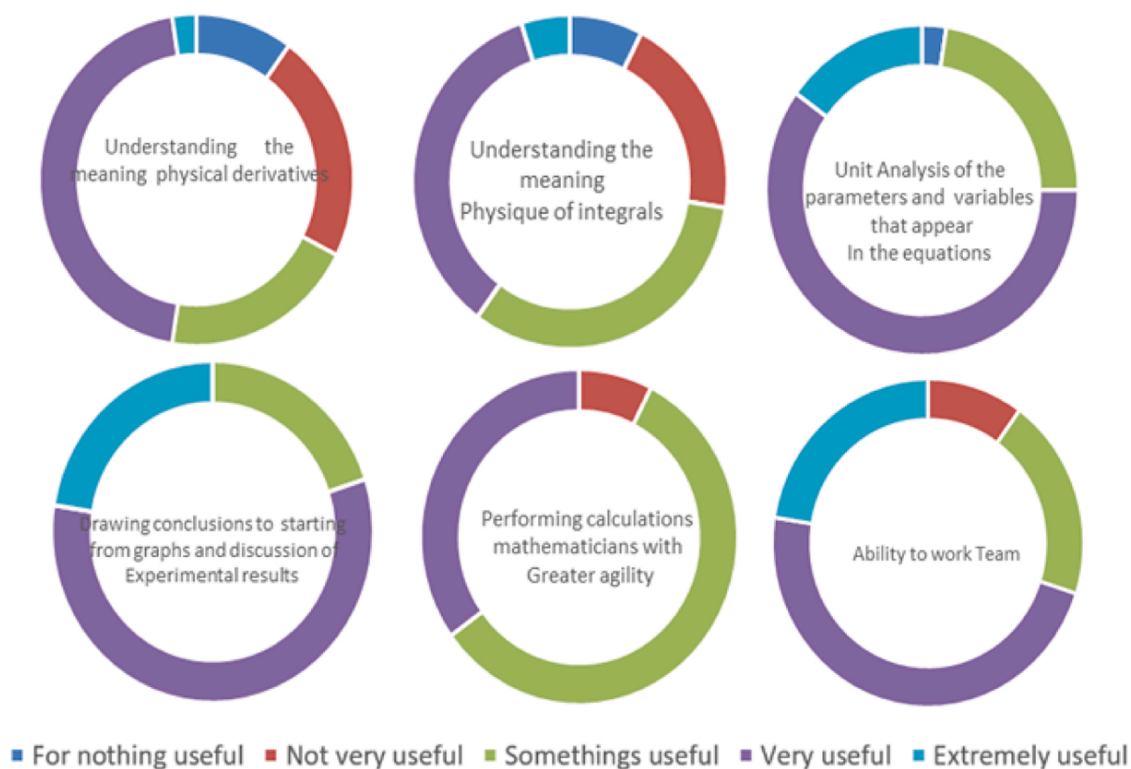 Understanding the
meaning physical derivatives
Understanding the
meaning
Physique of integrals
Unit Analysis of the
parameters and variables
that appear
In the equations
Drawing conclusions to starting
from graphs and discussion of
Experimental results
Performing calculations
mathematicians with
Greater agility
Ability to work Team
For nothing useful Not very useful Somethings useful Very useful Extremely useful